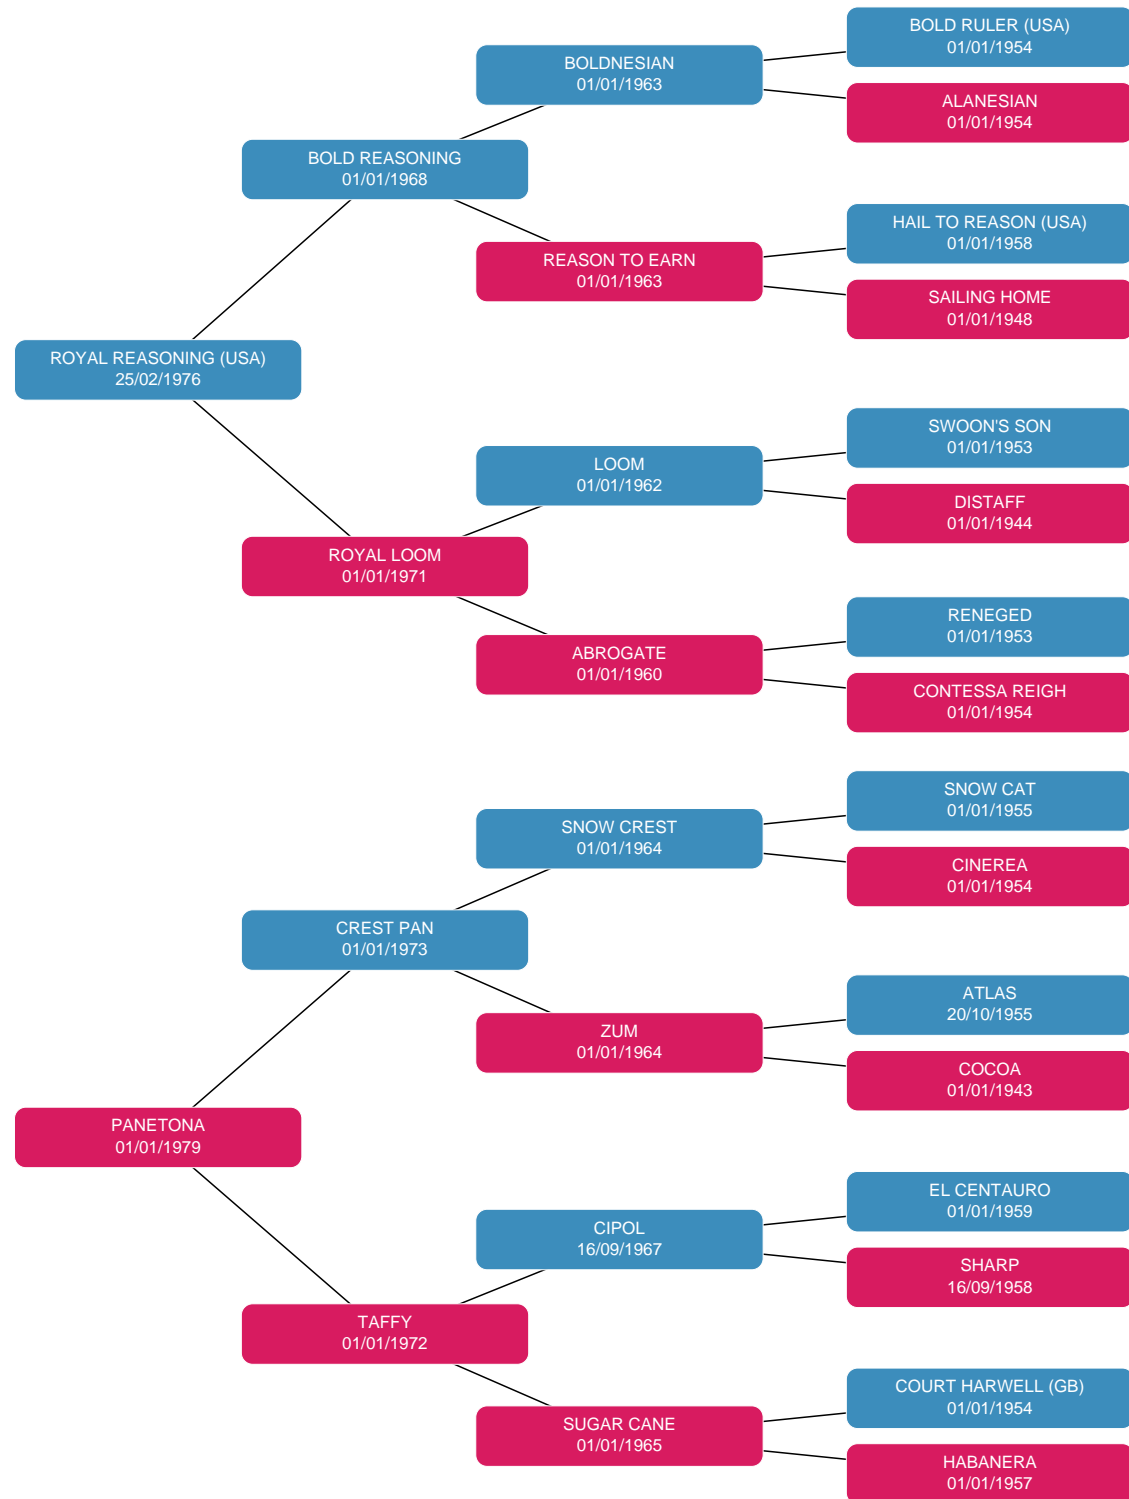 BOLD RULER (USA)
01/01/1954
BOLDNESIAN
01/01/1963
ALANESIAN
01/01/1954
BOLD REASONING
01/01/1968
HAIL TO REASON (USA)
01/01/1958
REASON TO EARN
01/01/1963
SAILING HOME
01/01/1948
ROYAL REASONING (USA)
25/02/1976
SWOON'S SON
01/01/1953
LOOM
01/01/1962
DISTAFF
01/01/1944
ROYAL LOOM
01/01/1971
RENEGED
01/01/1953
ABROGATE
01/01/1960
CONTESSA REIGH
01/01/1954
SNOW CAT
01/01/1955
SNOW CREST
01/01/1964
CINEREA
01/01/1954
CREST PAN
01/01/1973
ATLAS
20/10/1955
ZUM
01/01/1964
COCOA
01/01/1943
PANETONA
01/01/1979
EL CENTAURO
01/01/1959
CIPOL
16/09/1967
SHARP
16/09/1958
TAFFY
01/01/1972
COURT HARWELL (GB)
01/01/1954
SUGAR CANE
01/01/1965
HABANERA
01/01/1957